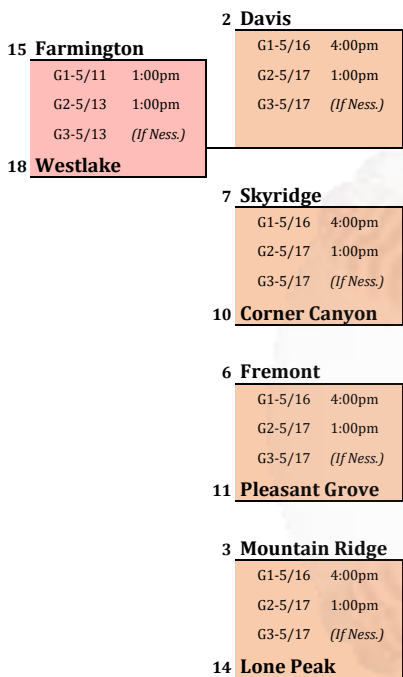 2 Davis
G1-5/16 4:00pm
G2-5/17 1:00pm
G3-5/17 (If Ness.)
15 Farmington
G1-5/11 1:00pm
G2-5/13 1:00pm
G3-5/13 (If Ness.)
18 Westlake
7 Skyridge
G1-5/16 4:00pm
G2-5/17 1:00pm
G3-5/17 (If Ness.)
10 Corner Canyon
6 Fremont
G1-5/16 4:00pm
G2-5/17 1:00pm
G3-5/17 (If Ness.)
11 Pleasant Grove
3 Mountain Ridge
G1-5/16 4:00pm
G2-5/17 1:00pm
G3-5/17 (If Ness.)
14 Lone Peak